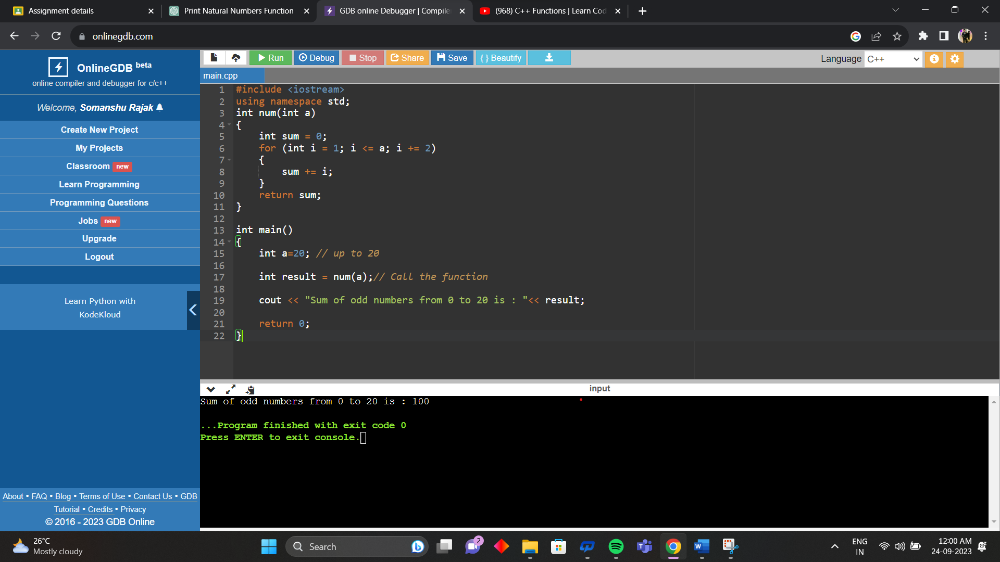 Assignment details
Print Natural Numbers Function
GDB online Debugger | Compile
(968) C++ Functions | Learn Cod
onlinegdb.com
OnlineGDB beta
online compiler and debugger for c/c++
Welcome, Somanshu Rajak
Create New Project
My Projects
Classroom new
Learn Programming
Programming Questions
Jobs new
Upgrade
Logout
Learn Python with
KodeKloud
About • FAQ • Blog • Terms of Use • Contact Us • GDB
Tutorial • Credits • Privacy
© 2016 - 2023 GDB Online
Run Debug Stop Share Save { } Beautify
Language C++
main.cpp
1 #include <iostream>
2 using namespace std;
3 int num(int a)
4 {
5 int sum = 0;
6 for (int i = 1; i <= a; i += 2)
7 {
8 sum += i;
9 }
10 return sum;
11 }
12
13 int main()
14 {
15 int a=20; // up to 20
16
17 int result = num(a);// Call the function
18
19 cout << "Sum of odd numbers from 0 to 20 is : "<< result;
20
21 return 0;
22 }
input
Sum of odd numbers from 0 to 20 is : 100
...Program finished with exit code 0
Press ENTER to exit console.
26°C
Mostly cloudy
Search
2
ENG
IN
12:00 AM
24-09-2023